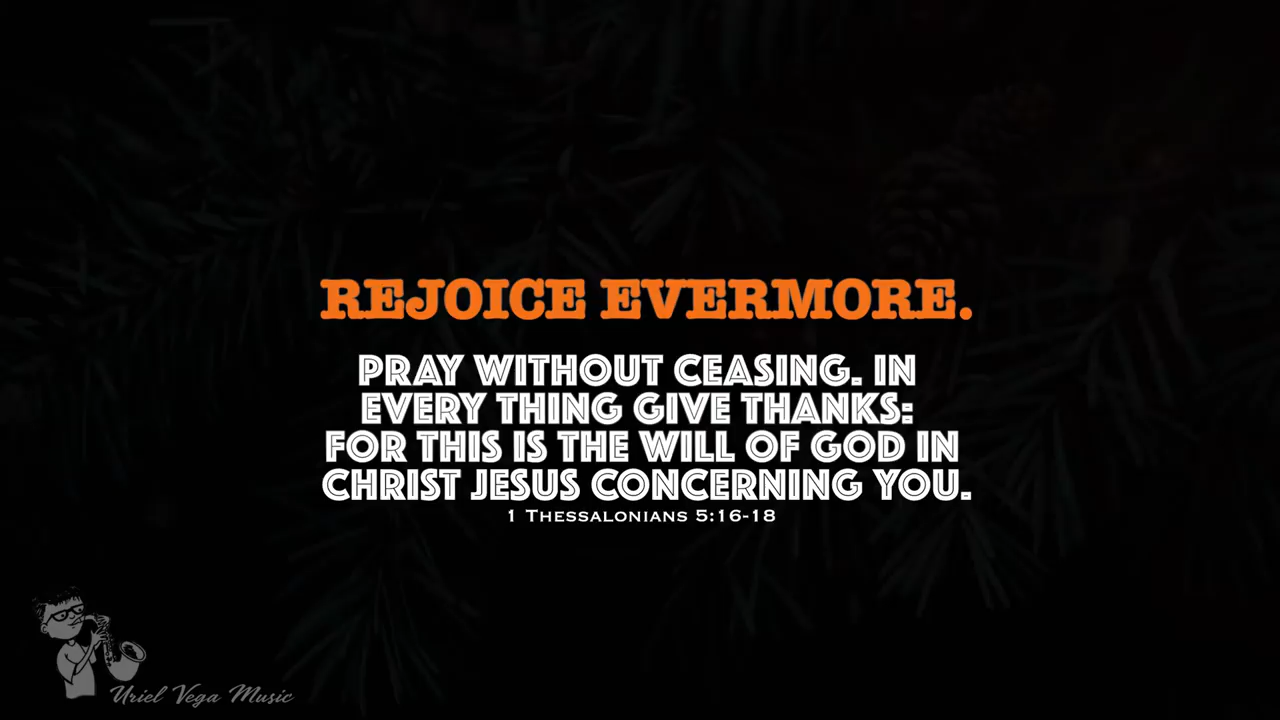 REJOICE EVERMORE.
PRAY WITHOUT CEASING. IN
EVERY THING GIVE THANKS:
FOR THIS IS THE WILL OF GOD IN
CHRIST JESUS CONCERNING YOU.
1 Thessalonians 5:16-18
Uriel Vega Music